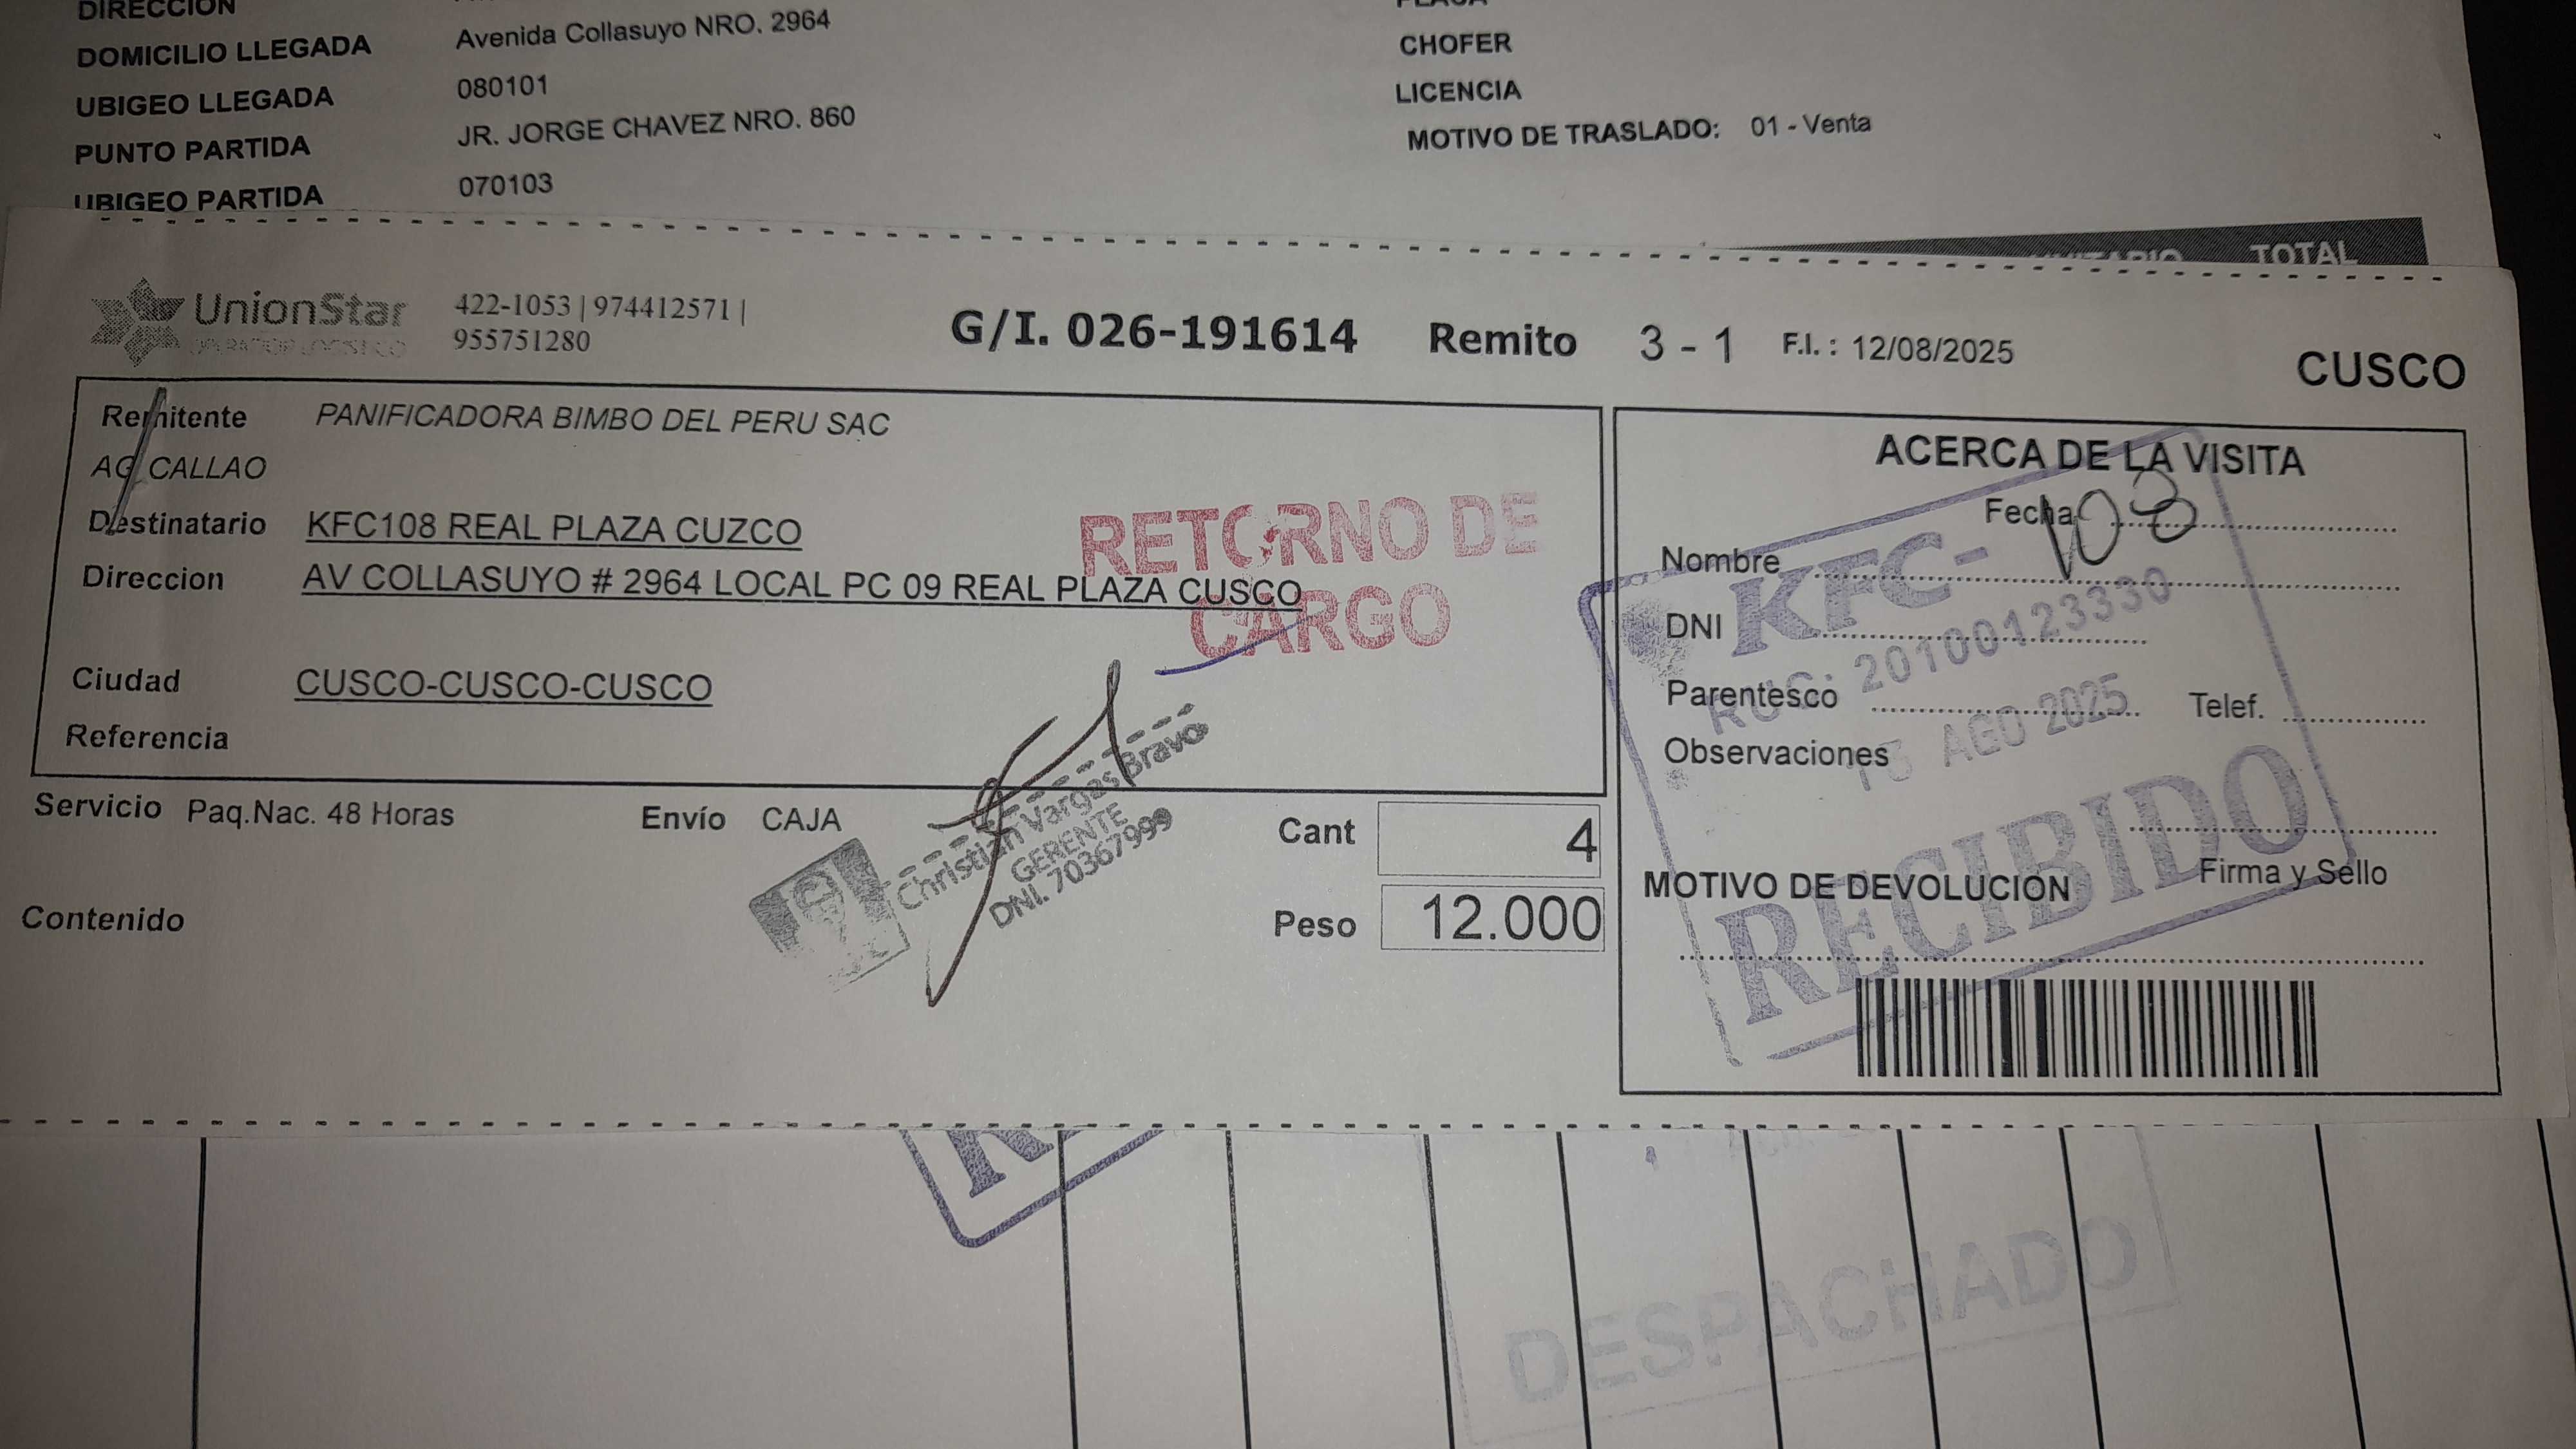 DIRECCION
DOMICILIO LLEGADA Avenida Collasuyo NRO. 2964
CHOFER
UBIGEO LLEGADA 080101
LICENCIA
PUNTO PARTIDA JR. JORGE CHAVEZ NRO. 860
MOTIVO DE TRASLADO: 01 - Venta
UBIGEO PARTIDA 070103
TOTAL
UnionStar 422-1053 | 974412571 |
OPERADOR LOGISTICO 955751280
G/I. 026-191614 Remito 3 - 1 F.I. : 12/08/2025
CUSCO
Remitente PANIFICADORA BIMBO DEL PERU SAC
AG CALLAO
Destinatario KFC108 REAL PLAZA CUZCO
Direccion AV COLLASUYO # 2964 LOCAL PC 09 REAL PLAZA CUSCO
RETORNO DE
CARGO
Ciudad CUSCO-CUSCO-CUSCO
Referencia
Servicio Paq.Nac. 48 Horas Envío CAJA
Cant 4
Peso 12.000
Contenido
Christian Vargas Bravo
GERENTE
DNI. 70367999
ACERCA DE LA VISITA
Fecha
Nombre
DNI
Parentesco Telef.
Observaciones
Firma y Sello
MOTIVO DE DEVOLUCION
KFC- 108
RUC: 20100123330
AGO 2025
RECIBIDO
DESPACHADO